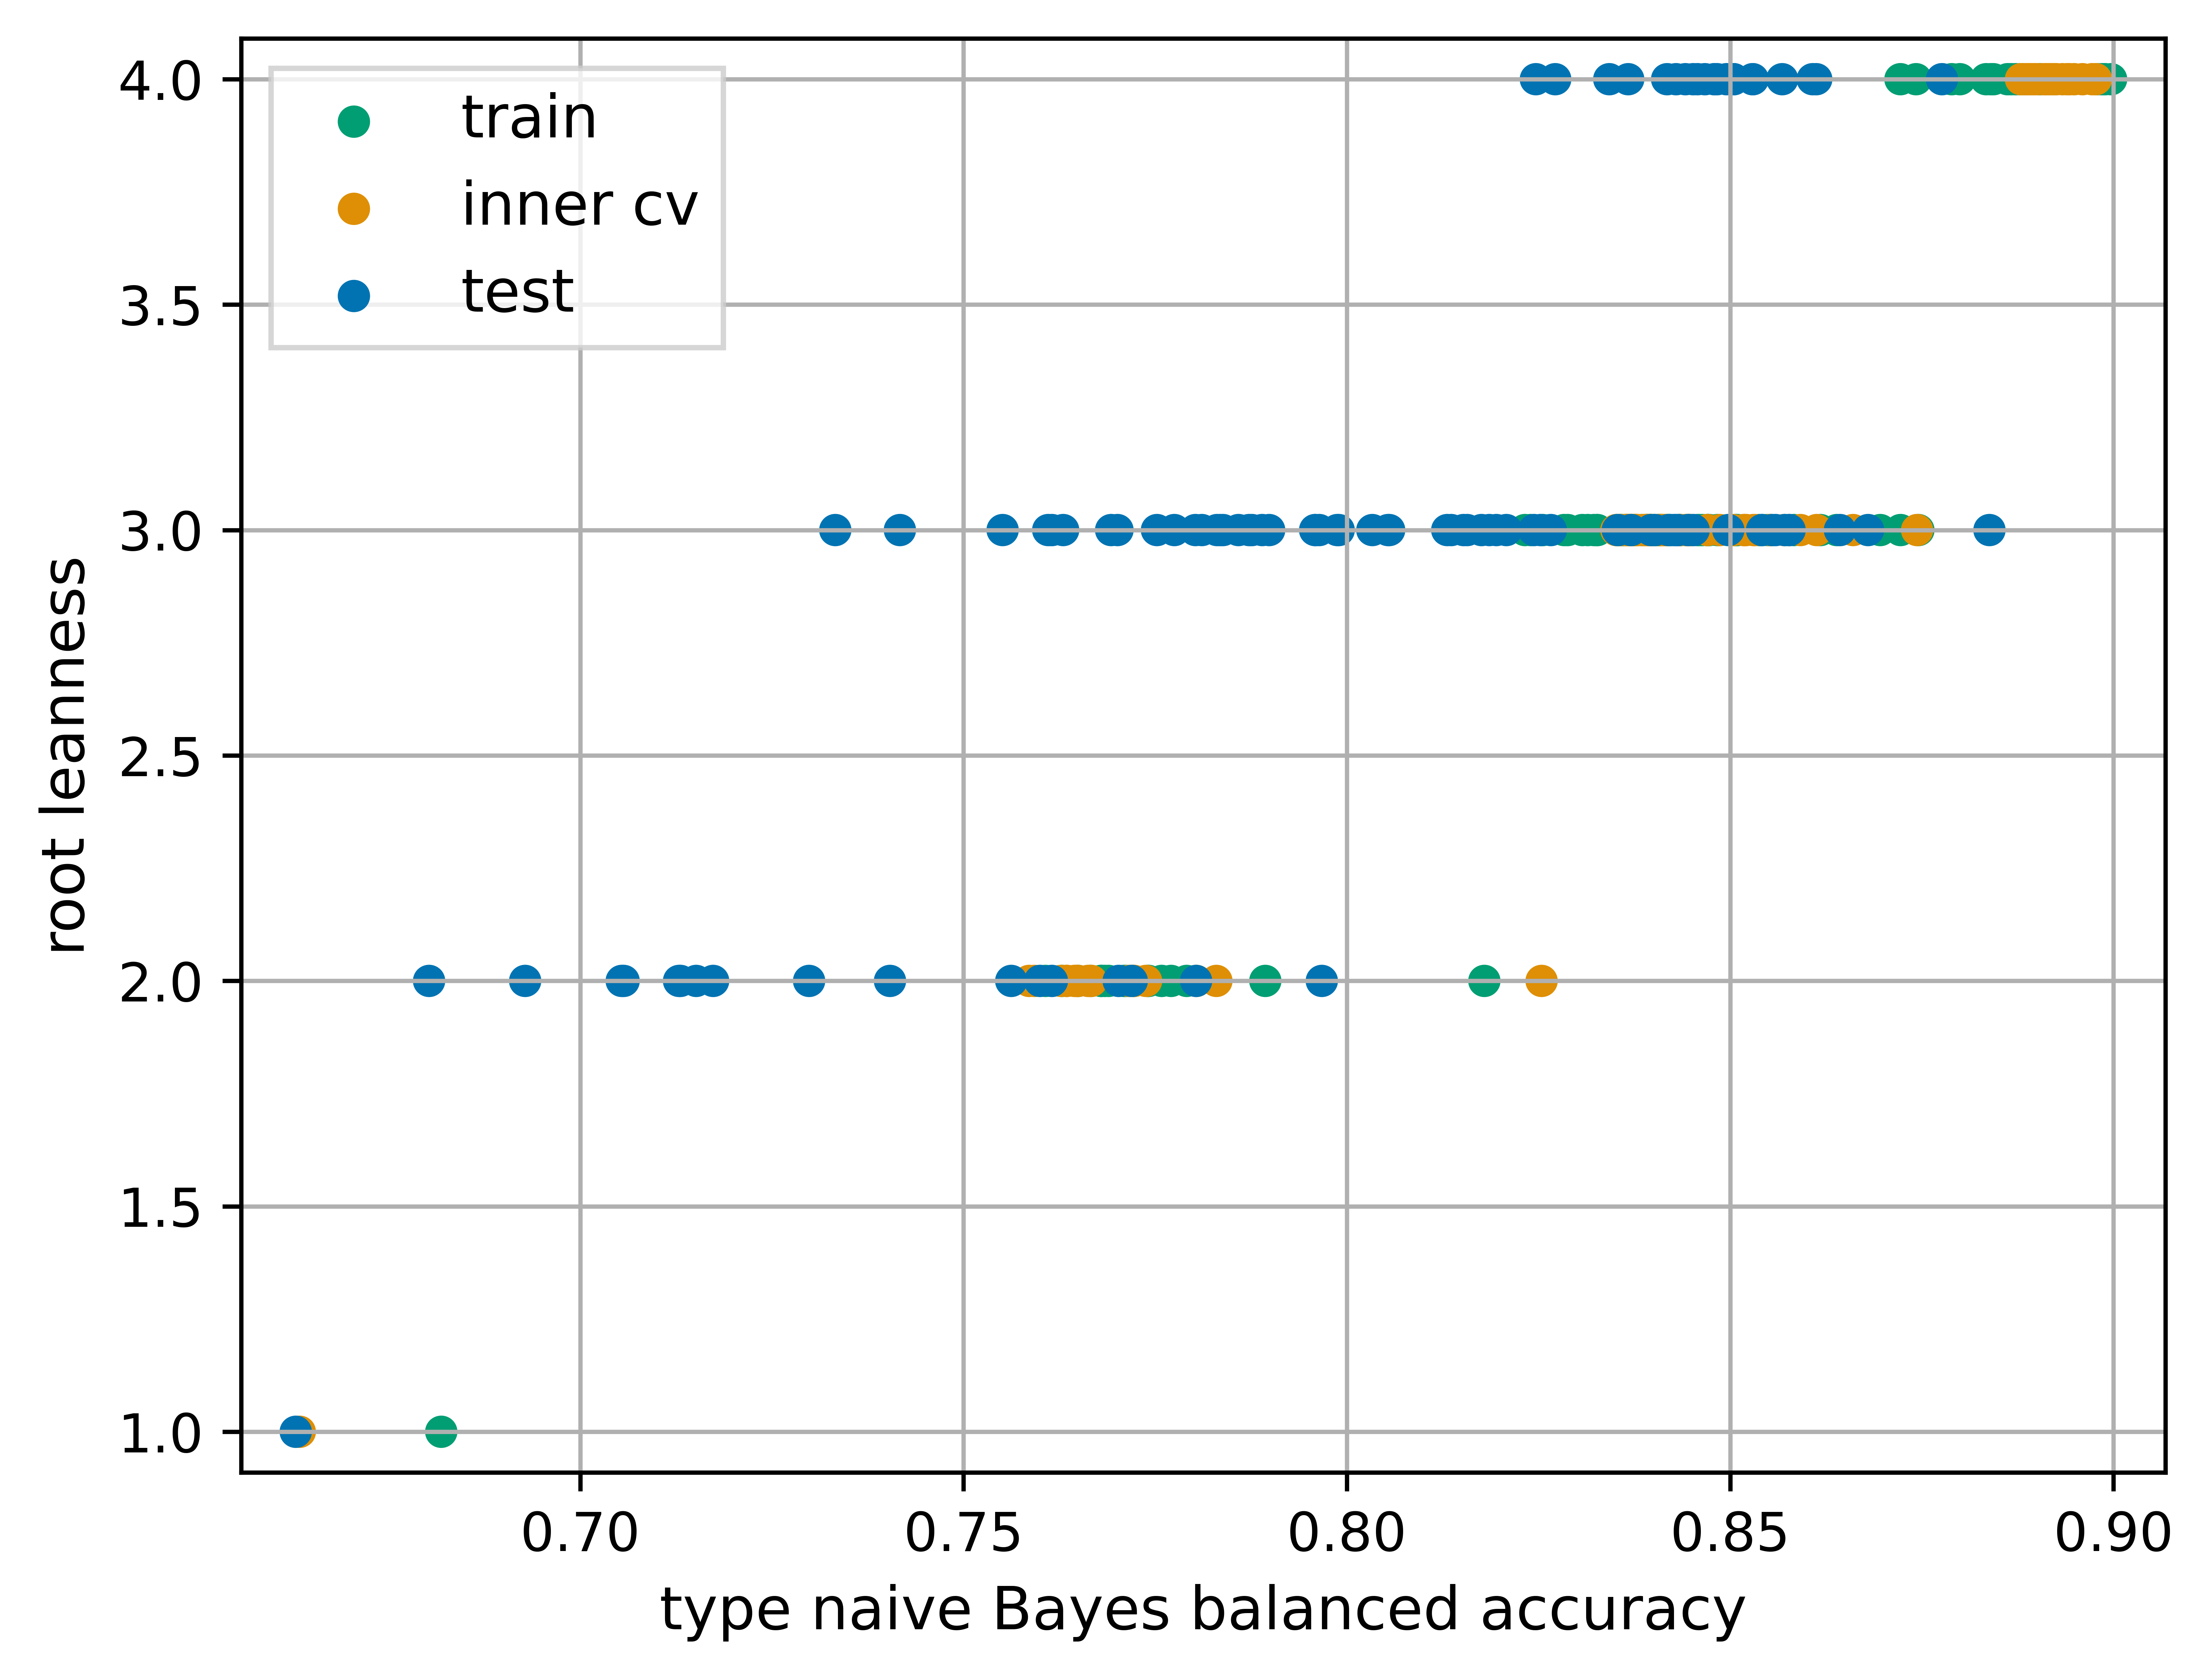 4.0
3.5
3.0
2.5
2.0
1.5
1.0
root leanness
train
inner cv
test
0.70 0.75 0.80 0.85 0.90
type naive Bayes balanced accuracy